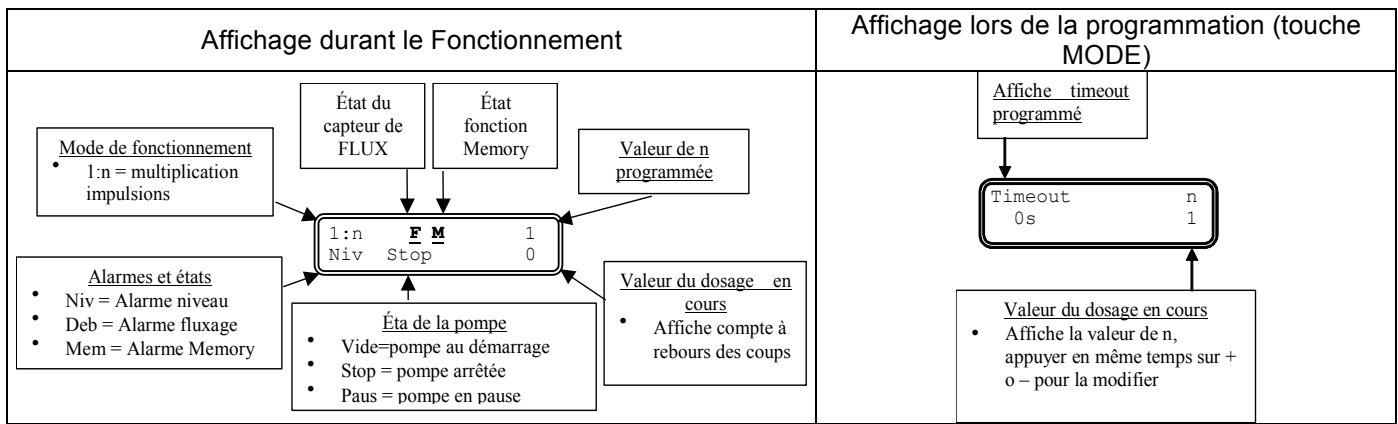 Affichage durant le Fonctionnement
Affichage lors de la programmation (touche
MODE)
État du
capteur de
FLUX
État
fonction
Memory
Mode de fonctionnement
• 1:n = multiplication
impulsions
Valeur de n
programmée
1:n F M 1
Niv Stop 0
Alarmes et états
• Niv = Alarme niveau
• Deb = Alarme fluxage
• Mem = Alarme Memory
Éta de la pompe
• Vide=pompe au démarrage
• Stop = pompe arrêtée
• Paus = pompe en pause
Valeur du dosage en
cours
• Affiche compte à
rebours des coups
Affiche timeout
programmé
Timeout n
0s 1
Valeur du dosage en cours
• Affiche la valeur de n,
appuyer en même temps sur +
o – pour la modifier